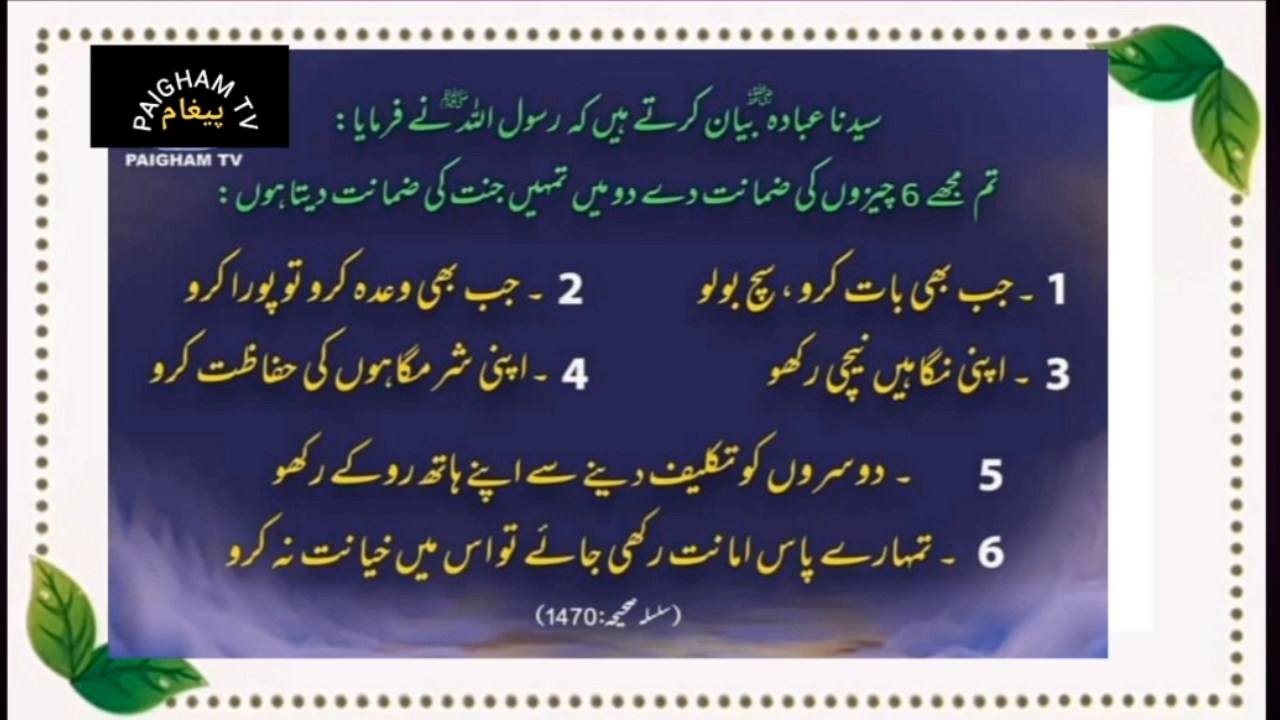 PAIGHAM TV
پیغام
PAIGHAM TV
سیدنا عبادہ ؓ بیان کرتے ہیں کہ رسول اللہ ﷺ نے فرمایا:
تم مجھے 6 چیزوں کی ضمانت دے دو میں تمہیں جنت کی ضمانت دیتا ہوں:
1 ۔ جب بھی بات کرو، سچ بولو
2 ۔ جب بھی وعدہ کرو تو پورا کرو
3 ۔ اپنی نگاہیں نیچی رکھو
4 ۔ اپنی شرمگاہوں کی حفاظت کرو
5 ۔ دوسروں کو تکلیف دینے سے اپنے ہاتھ روکے رکھو
6 ۔ تمہارے پاس امانت رکھی جائے تو اس میں خیانت نہ کرو
(سلسلہ صحیحہ:1470)